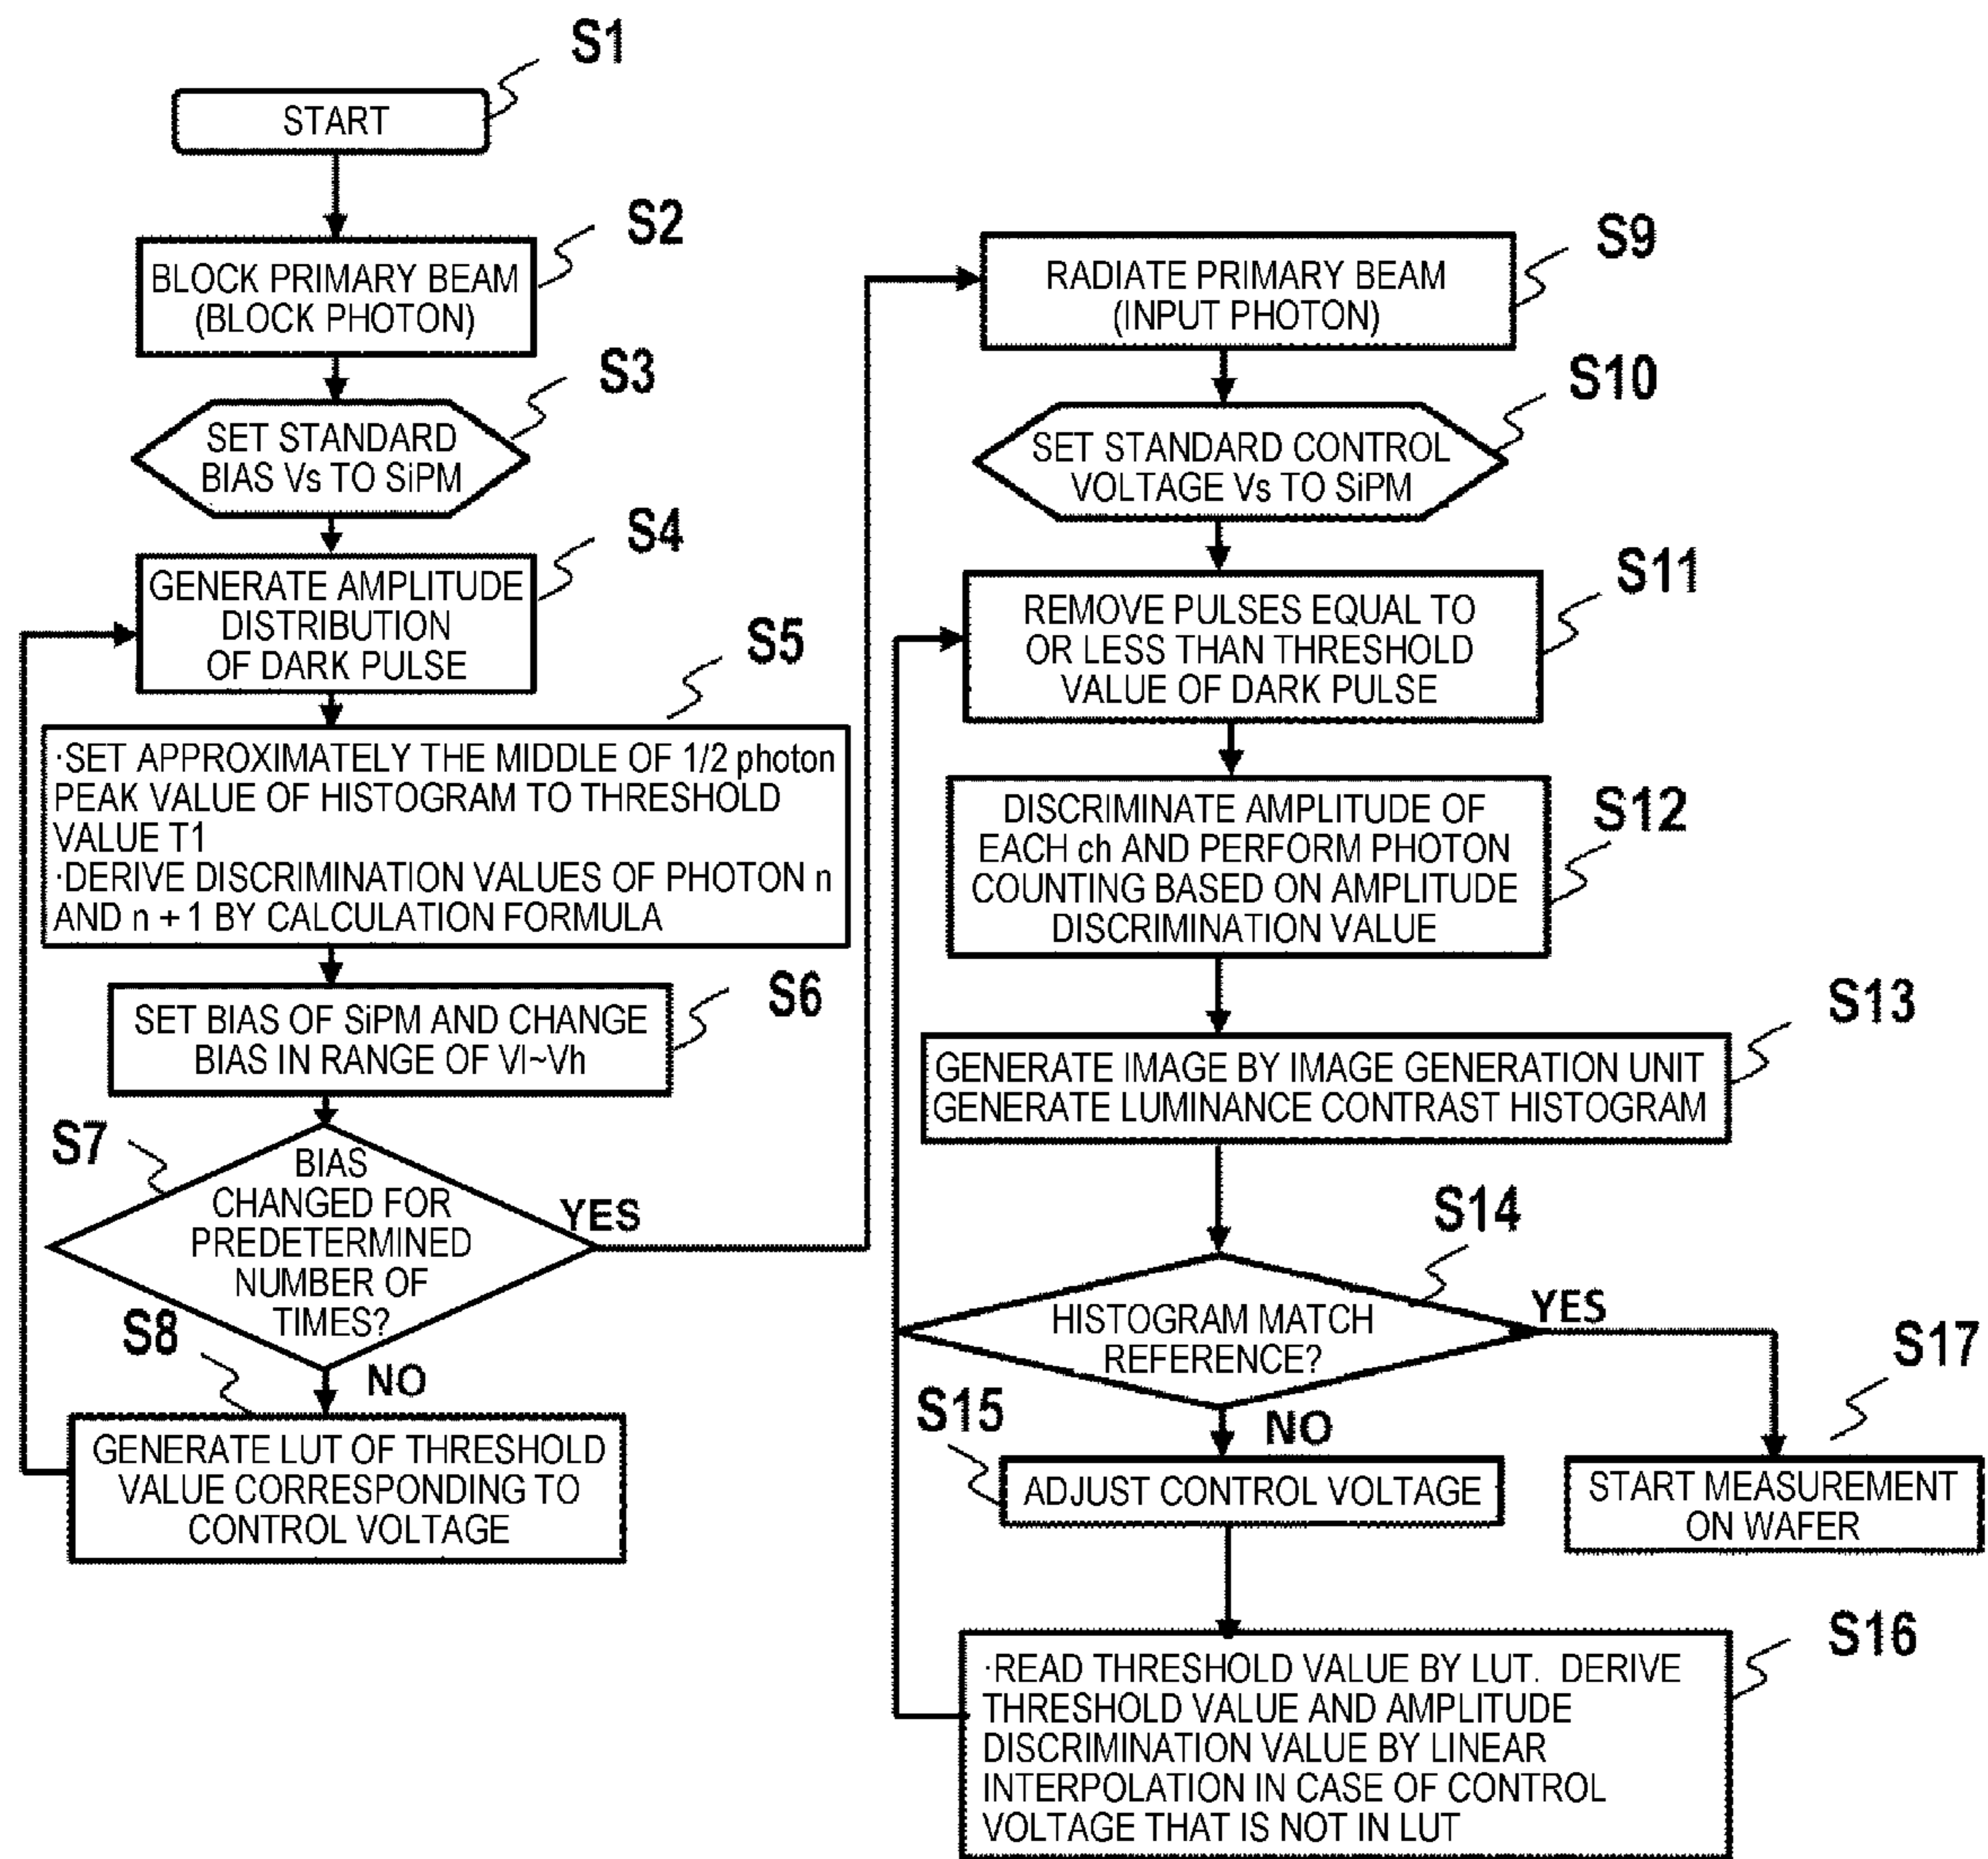 S1
START
S2
BLOCK PRIMARY BEAM
(BLOCK PHOTON)
S3
SET STANDARD
BIAS Vs TO SiPM
S4
GENERATE AMPLITUDE
DISTRIBUTION
OF DARK PULSE
S5
·SET APPROXIMATELY THE MIDDLE OF 1/2 photon
PEAK VALUE OF HISTOGRAM TO THRESHOLD
VALUE T1
·DERIVE DISCRIMINATION VALUES OF PHOTON n
AND n + 1 BY CALCULATION FORMULA
S6
SET BIAS OF SiPM AND CHANGE
BIAS IN RANGE OF Vl~Vh
S7
BIAS
CHANGED FOR
PREDETERMINED
NUMBER OF
TIMES?
YES
NO
S8
GENERATE LUT OF THRESHOLD
VALUE CORRESPONDING TO
CONTROL VOLTAGE
S9
RADIATE PRIMARY BEAM
(INPUT PHOTON)
S10
SET STANDARD CONTROL
VOLTAGE Vs TO SiPM
S11
REMOVE PULSES EQUAL TO
OR LESS THAN THRESHOLD
VALUE OF DARK PULSE
S12
DISCRIMINATE AMPLITUDE OF
EACH ch AND PERFORM PHOTON
COUNTING BASED ON AMPLITUDE
DISCRIMINATION VALUE
S13
GENERATE IMAGE BY IMAGE GENERATION UNIT
GENERATE LUMINANCE CONTRAST HISTOGRAM
S14
HISTOGRAM MATCH
REFERENCE?
YES
NO
S15
ADJUST CONTROL VOLTAGE
S17
START MEASUREMENT
ON WAFER
S16
·READ THRESHOLD VALUE BY LUT. DERIVE
THRESHOLD VALUE AND AMPLITUDE
DISCRIMINATION VALUE BY LINEAR
INTERPOLATION IN CASE OF CONTROL
VOLTAGE THAT IS NOT IN LUT